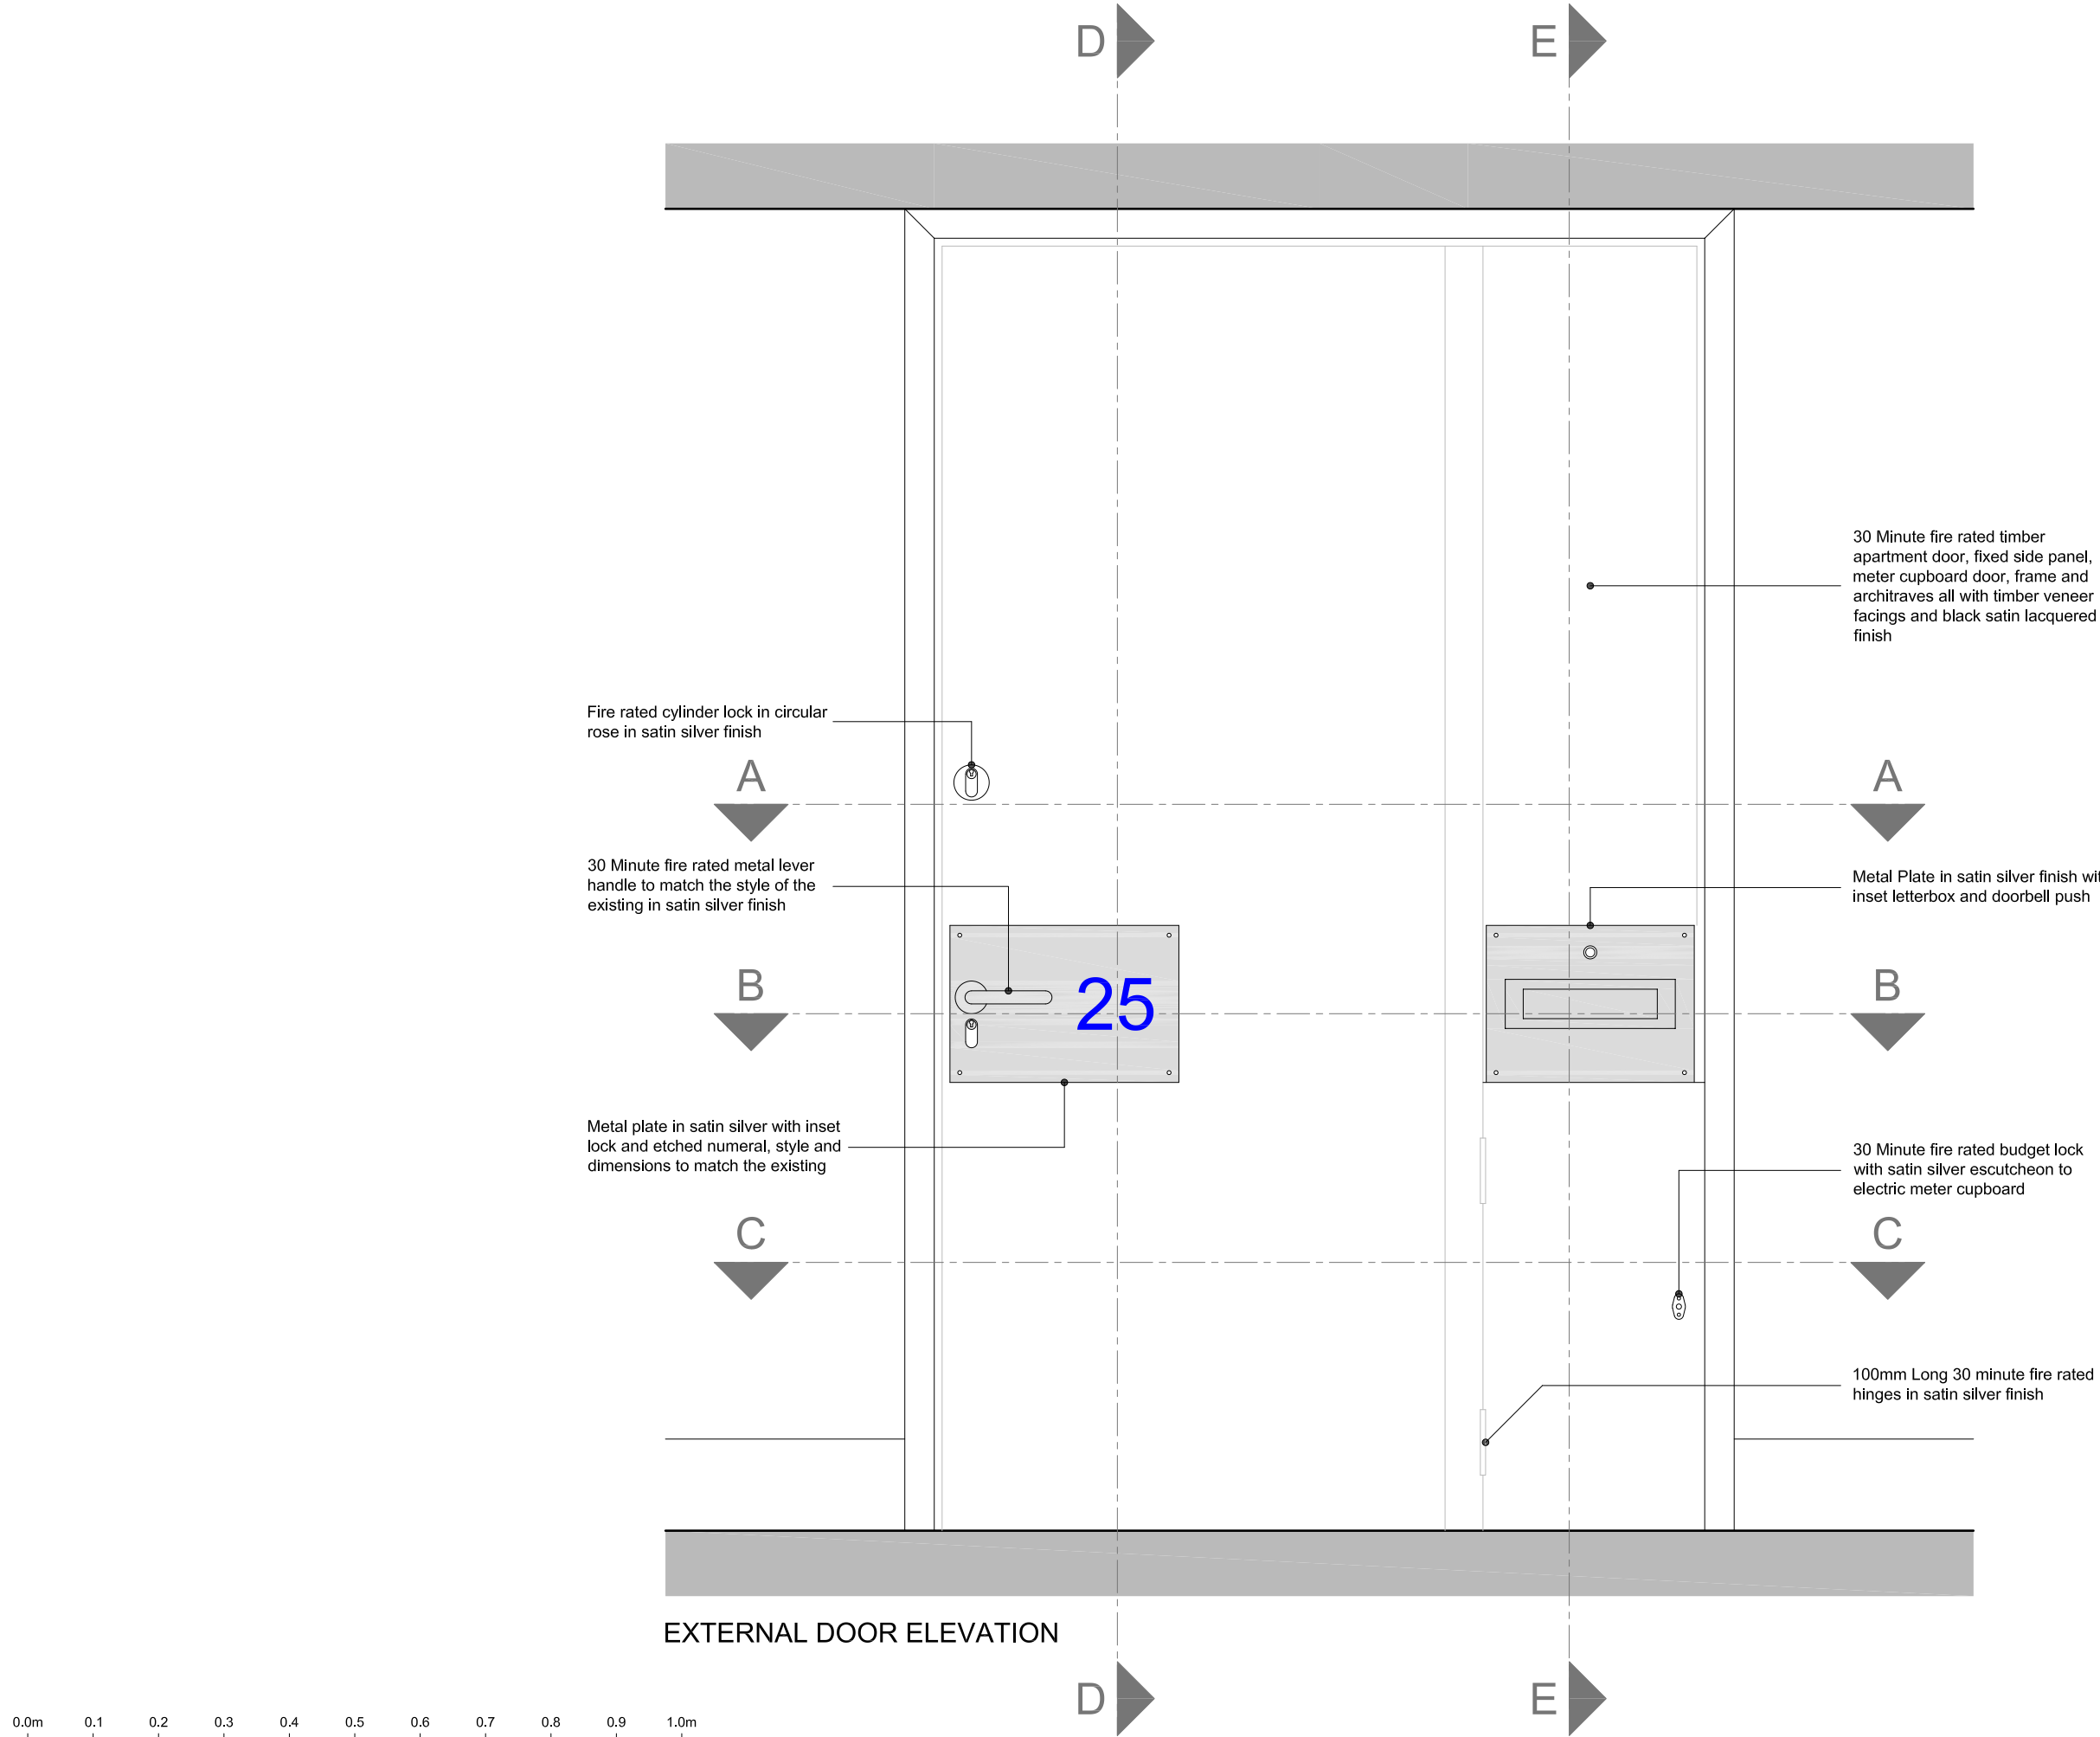 D
E
30 Minute fire rated timber
apartment door, fixed side panel,
meter cupboard door, frame and
architraves all with timber veneer
facings and black satin lacquered
finish
Fire rated cylinder lock in circular
rose in satin silver finish
A
A
30 Minute fire rated metal lever
handle to match the style of the
existing in satin silver finish
Metal Plate in satin silver finish
inset letterbox and doorbell push
B
B
25
Metal plate in satin silver with inset
lock and etched numeral, style and
dimensions to match the existing
30 Minute fire rated budget lock
with satin silver escutcheon to
electric meter cupboard
C
C
100mm Long 30 minute fire rated
hinges in satin silver finish
EXTERNAL DOOR ELEVATION
D
E
0.0m 0.1 0.2 0.3 0.4 0.5 0.6 0.7 0.8 0.9 1.0m